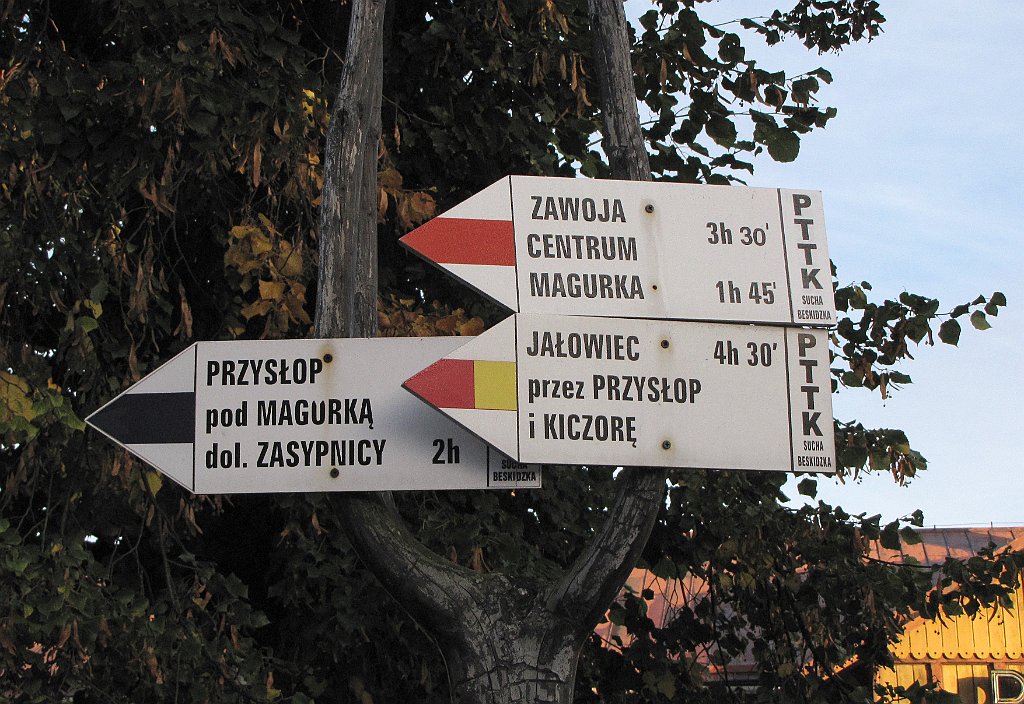 ZAWOJA
CENTRUM 3h 30'
MAGURKA 1h 45'
PTTK
SUCHA
BESKIDZKA
JAŁOWIEC 4h 30'
przez PRZYSŁOP
i KICZORĘ
PTTK
SUCHA
BESKIDZKA
PRZYSŁOP
pod MAGURKĄ
dol. ZASYPNICY 2h
SUCHA
BESKIDZKA